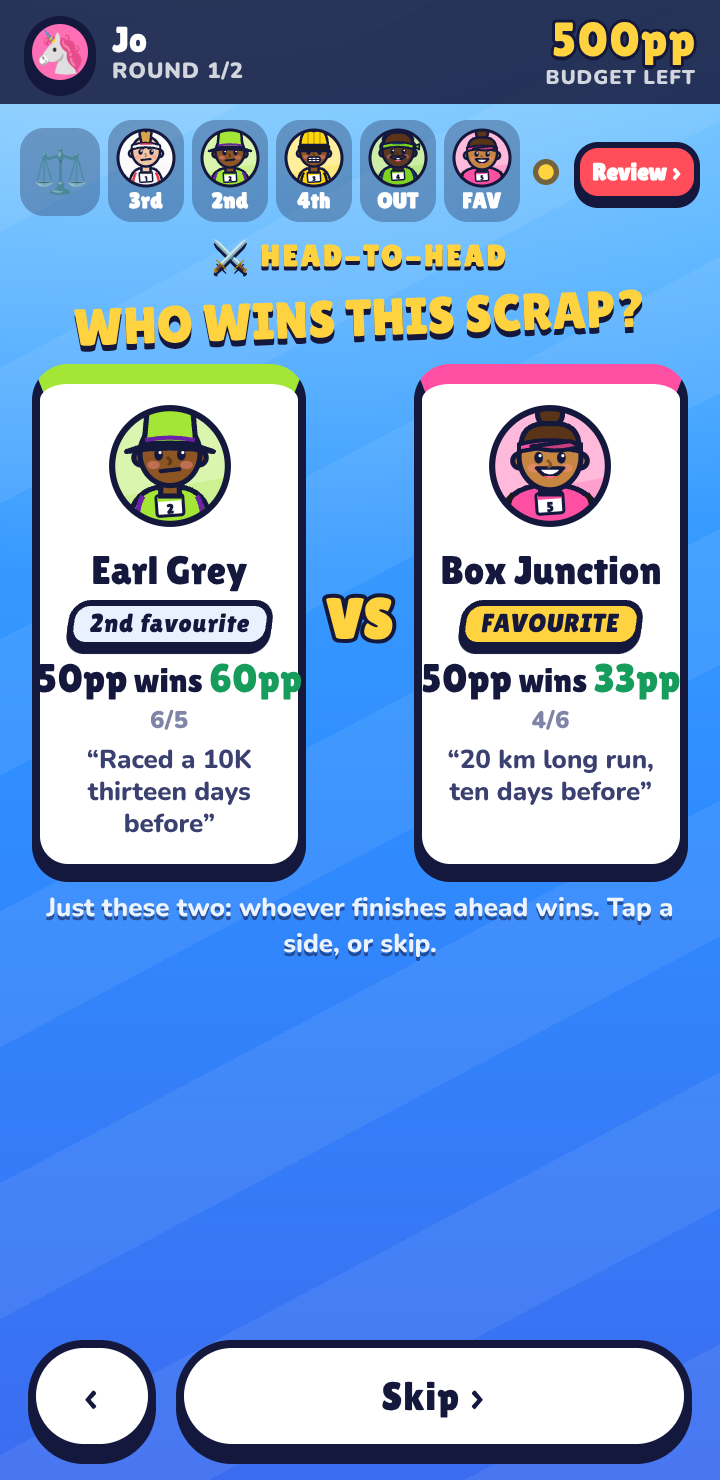 Jo
ROUND 1/2
500pp
BUDGET LEFT
3rd
2nd
4th
OUT
FAV
Review ›
HEAD-TO-HEAD
WHO WINS THIS SCRAP?
2
Earl Grey
2nd favourite
50pp wins 60pp
6/5
“Raced a 10K
thirteen days
before”
VS
5
Box Junction
FAVOURITE
50pp wins 33pp
4/6
“20 km long run,
ten days before”
Just these two: whoever finishes ahead wins. Tap a
side, or skip.
‹
Skip ›